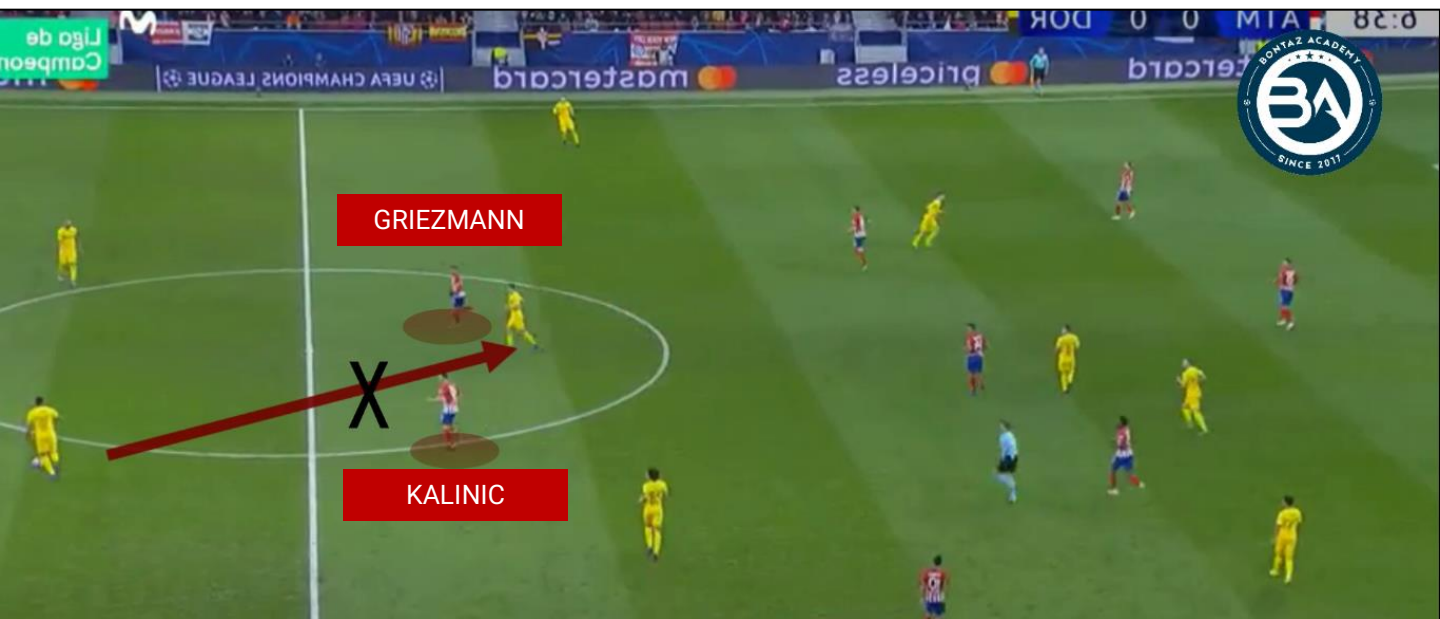 6:38
ATM 0 0 DOR
Liga de
Campeon
mastercard
priceless
mastercard
UEFA CHAMPIONS LEAGUE
BONTAZ ACADEMY
BA
SINCE 2017
GRIEZMANN
X
KALINIC